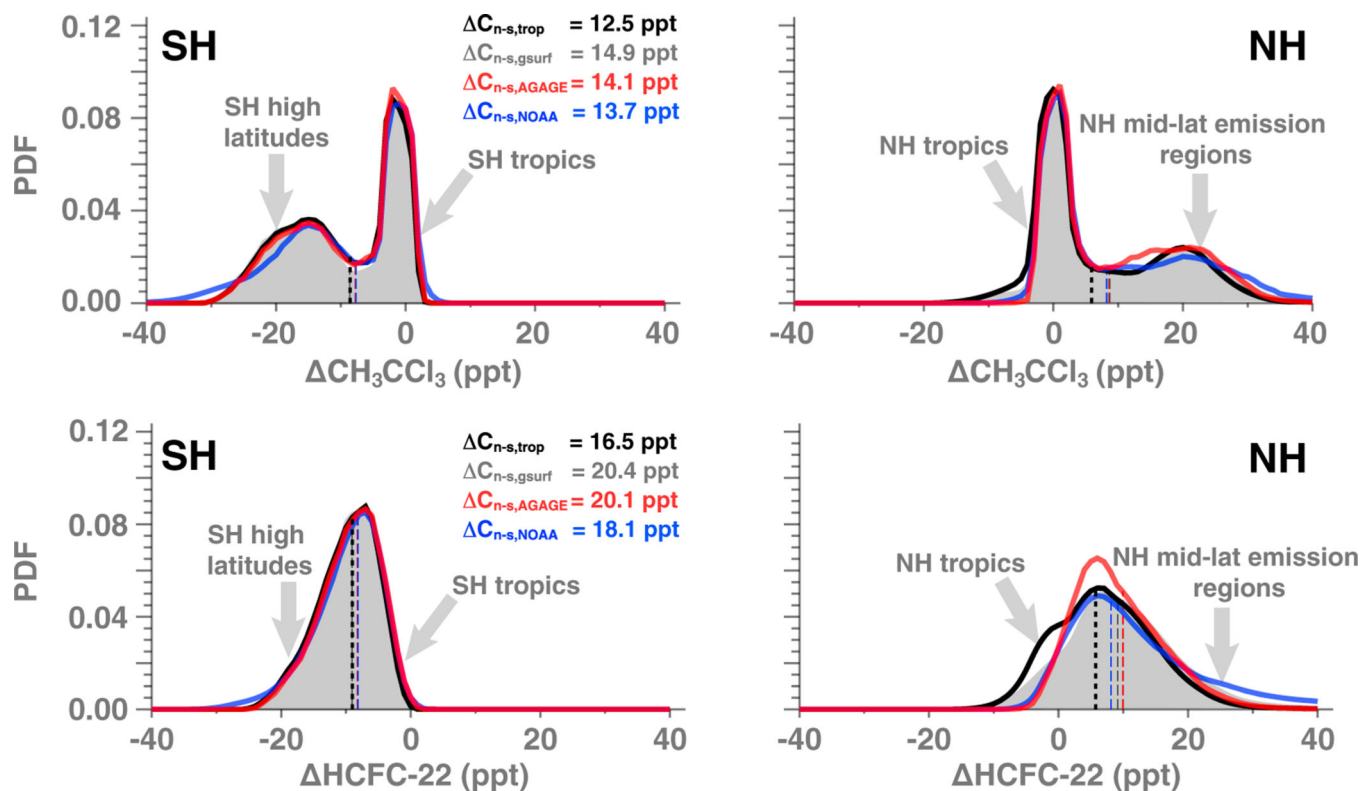 SH
ΔCn-s,trop = 12.5 ppt
ΔCn-s,gsurf = 14.9 ppt
ΔCn-s,AGAGE = 14.1 ppt
ΔCn-s,NOAA = 13.7 ppt
SH high
latitudes
SH tropics
PDF
0.12
0.08
0.04
0.00
-40 -20 0 20 40
ΔCH₃CCl₃ (ppt)
NH
NH tropics
NH mid-lat emission
regions
-40 -20 0 20 40
ΔCH₃CCl₃ (ppt)
SH
ΔCn-s,trop = 16.5 ppt
ΔCn-s,gsurf = 20.4 ppt
ΔCn-s,AGAGE = 20.1 ppt
ΔCn-s,NOAA = 18.1 ppt
SH high
latitudes
SH tropics
PDF
0.12
0.08
0.04
0.00
-40 -20 0 20 40
ΔHCFC-22 (ppt)
NH
NH tropics
NH mid-lat emission
regions
-40 -20 0 20 40
ΔHCFC-22 (ppt)